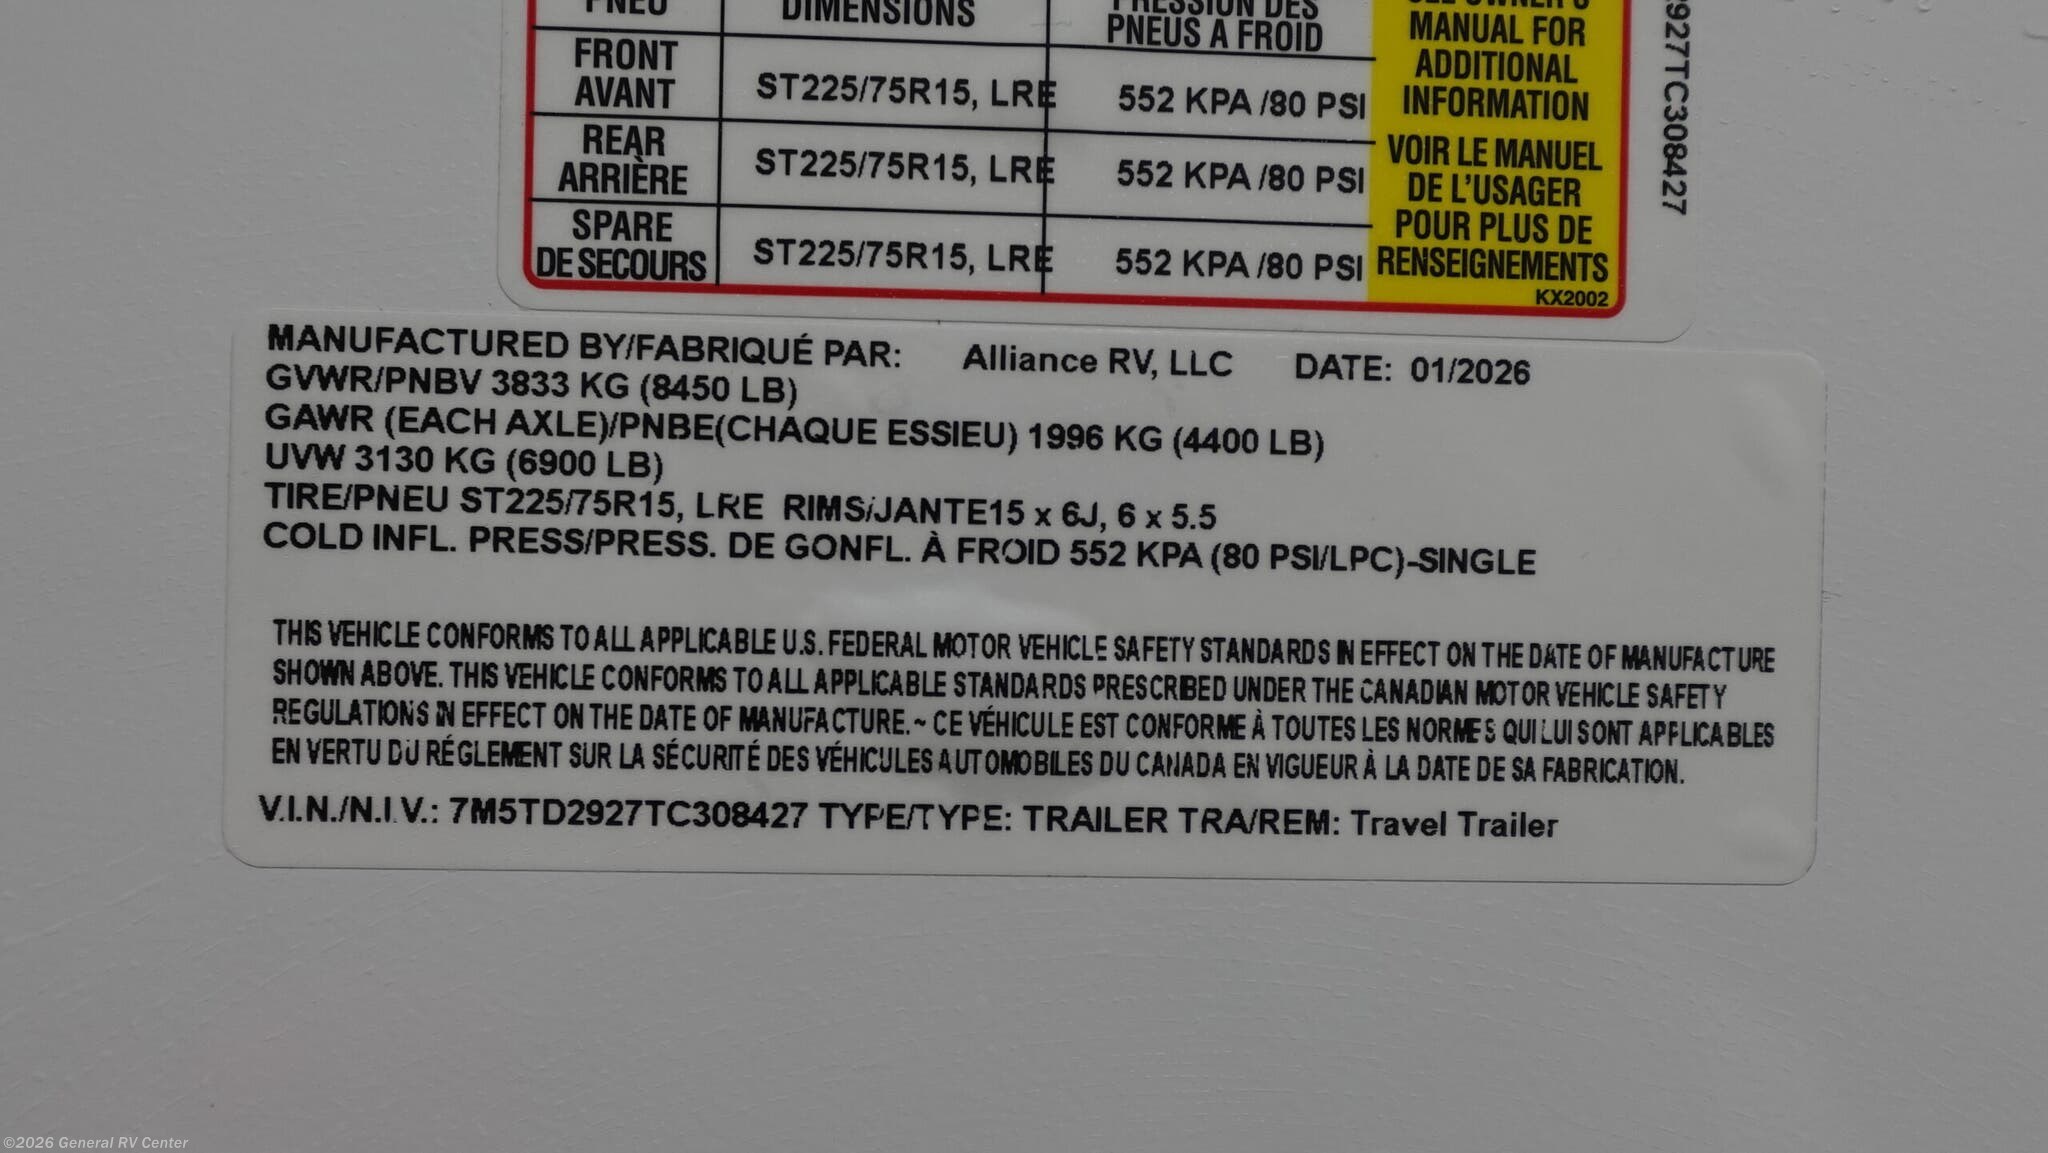 PNEU DIMENSIONS PRESSION DES
PNEUS A FROID
FRONT
AVANT ST225/75R15, LRE 552 KPA /80 PSI
REAR
ARRIÈRE ST225/75R15, LRE 552 KPA /80 PSI
SPARE
DE SECOURS ST225/75R15, LRE 552 KPA /80 PSI
SEE OWNER'S
MANUAL FOR
ADDITIONAL
INFORMATION
VOIR LE MANUEL
DE L'USAGER
POUR PLUS DE
RENSEIGNEMENTS
KX2002
927TC308427
MANUFACTURED BY/FABRIQUÉ PAR: Alliance RV, LLC DATE: 01/2026
GVWR/PNBV 3833 KG (8450 LB)
GAWR (EACH AXLE)/PNBE(CHAQUE ESSIEU) 1996 KG (4400 LB)
UVW 3130 KG (6900 LB)
TIRE/PNEU ST225/75R15, LRE RIMS/JANTE15 x 6J, 6 x 5.5
COLD INFL. PRESS/PRESS. DE GONFL. À FROID 552 KPA (80 PSI/LPC)-SINGLE
THIS VEHICLE CONFORMS TO ALL APPLICABLE U.S. FEDERAL MOTOR VEHICLE SAFETY STANDARDS IN EFFECT ON THE DATE OF MANUFACTURE
SHOWN ABOVE. THIS VEHICLE CONFORMS TO ALL APPLICABLE STANDARDS PRESCRIBED UNDER THE CANADIAN MOTOR VEHICLE SAFETY
REGULATIONS IN EFFECT ON THE DATE OF MANUFACTURE. ~ CE VÉHICULE EST CONFORME À TOUTES LES NORMES QUI LUI SONT APPLICABLES
EN VERTU DU RÉGLEMENT SUR LA SÉCURITÉ DES VÉHICULES AUTOMOBILES DU CANADA EN VIGUEUR À LA DATE DE SA FABRICATION.
V.I.N./N.I.V.: 7M5TD2927TC308427 TYPE/TYPE: TRAILER TRA/REM: Travel Trailer
©2026 General RV Center